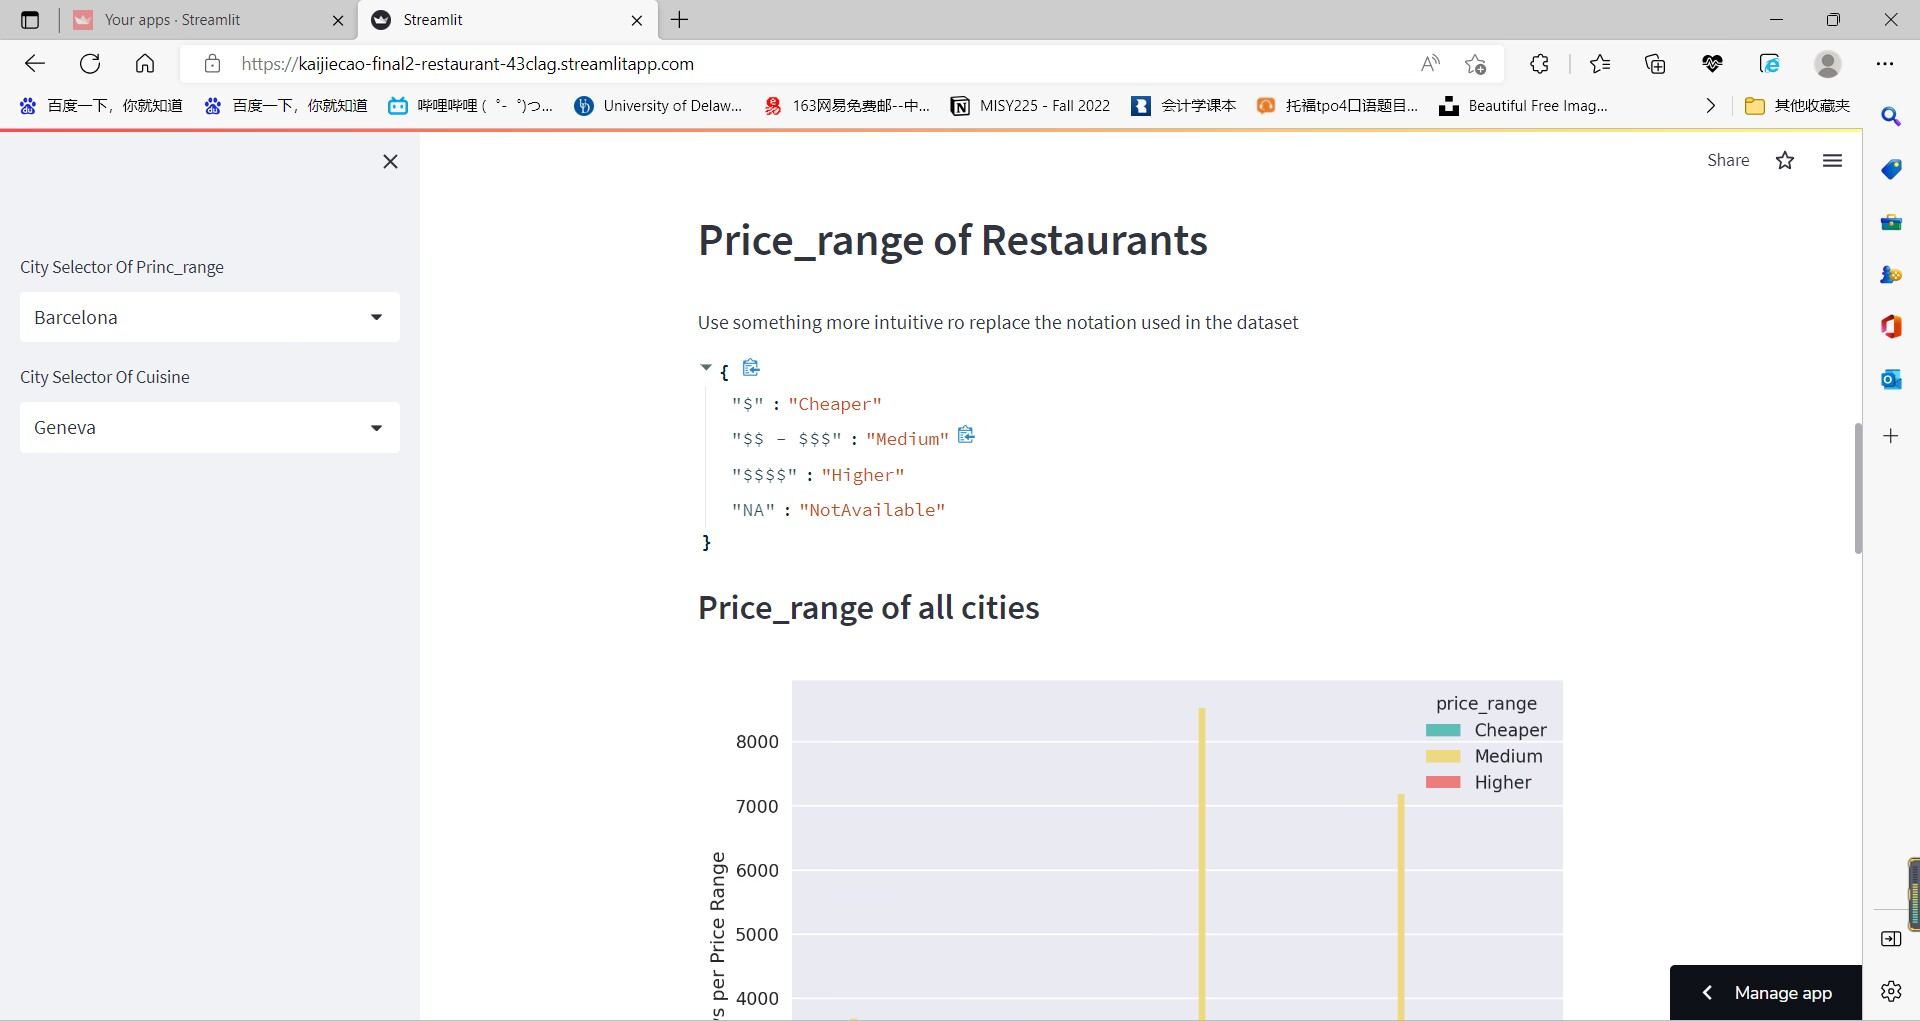 Your apps · Streamlit
Streamlit
https://kaijiecao-final2-restaurant-43clag.streamlitapp.com
百度一下，你就知道
百度一下，你就知道
哔哩哔哩 ( ゜- ゜)つ...
University of Delaw...
163网易免费邮--中...
MISY225 - Fall 2022
会计学课本
托福tpo4口语题目...
Beautiful Free Imag...
其他收藏夹
Share
City Selector Of Princ_range
Barcelona
City Selector Of Cuisine
Geneva
Price_range of Restaurants
Use something more intuitive ro replace the notation used in the dataset
{
"$" : "Cheaper"
"$$ - $$$" : "Medium"
"$$$$" : "Higher"
"NA" : "NotAvailable"
}
Price_range of all cities
price_range
Cheaper
Medium
Higher
8000
7000
6000
5000
4000
s per Price Range
Manage app